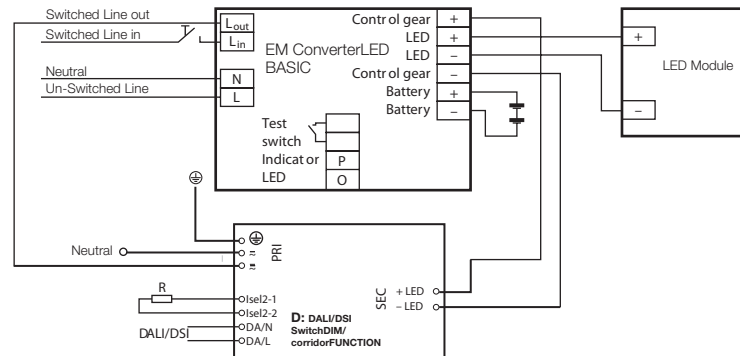 Switched Line out
Switched Line in
Neutral
Un-Switched Line
Lout
Lin
N
L
EM ConverterLED
BASIC
Control gear +
LED +
LED –
Control gear –
Battery +
Battery –
Test
switch
Indicator
LED
P
O
+
LED Module
–
Neutral
PRI
SEC
+ LED
– LED
R
Isel2-1
Isel2-2
DALI/DSI
DA/N
DA/L
D: DALI/DSI
SwitchDIM/
corridorFUNCTION